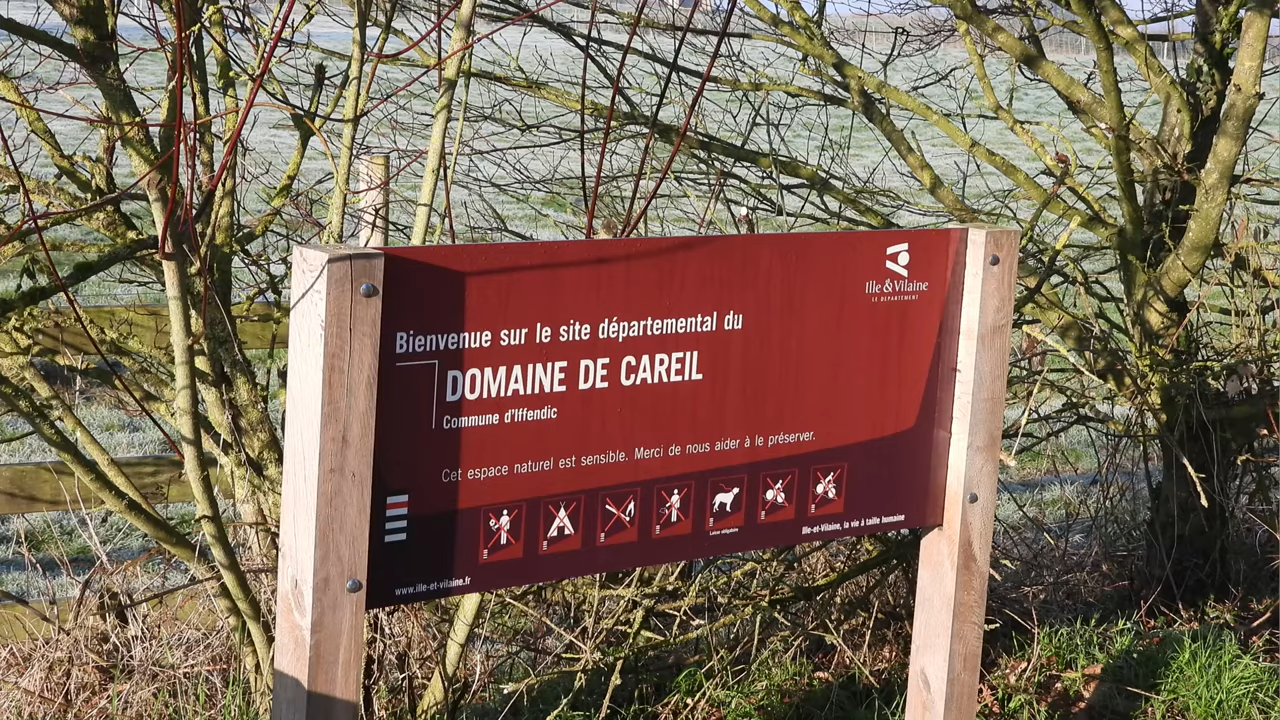 Ille & Vilaine
LE DÉPARTEMENT
Bienvenue sur le site départemental du
DOMAINE DE CAREIL
Commune d'Iffendic
Cet espace naturel est sensible. Merci de nous aider à le préserver.
Laisse obligatoire
Ille-et-Vilaine, la vie à taille humaine
www.ille-et-vilaine.fr